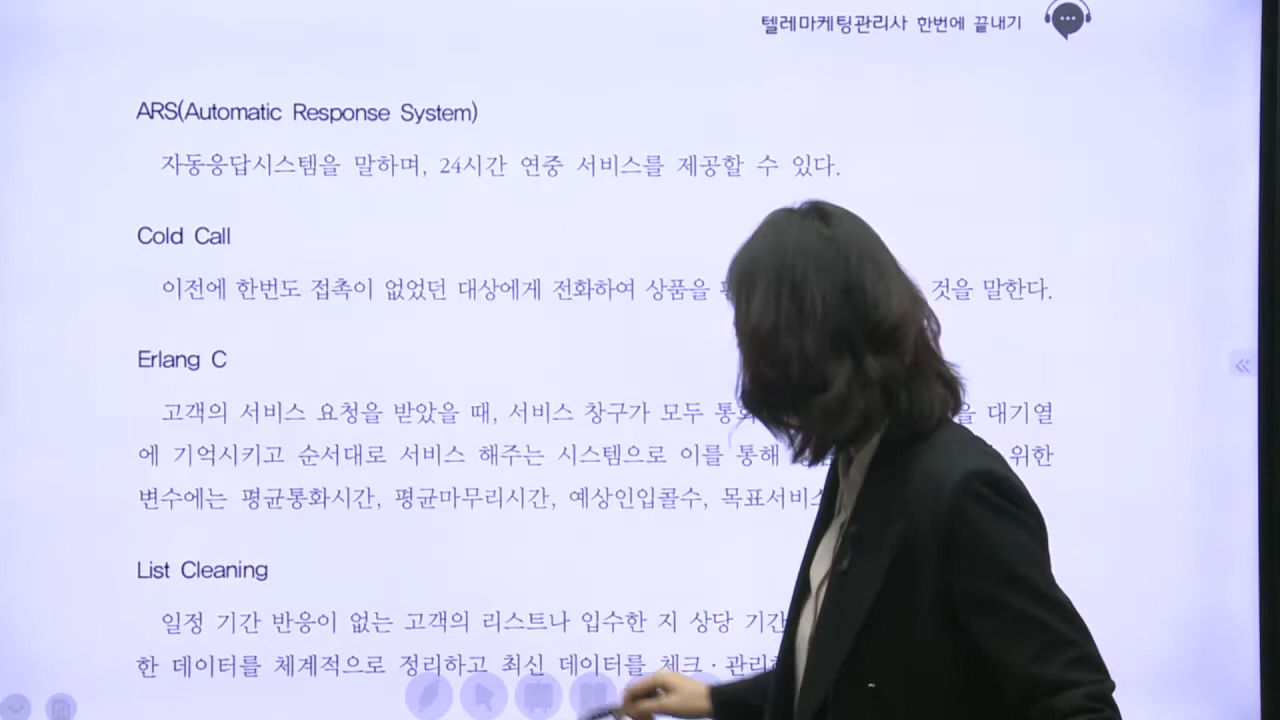 텔레마케팅관리사 한번에 끝내기
ARS(Automatic Response System)
자동응답시스템을 말하며, 24시간 연중 서비스를 제공할 수 있다.
Cold Call
이전에 한번도 접촉이 없었던 대상에게 전화하여 상품을 것을 말한다.
Erlang C
고객의 서비스 요청을 받았을 때, 서비스 창구가 모두 대기열
에 기억시키고 순서대로 서비스 해주는 시스템으로 이를 통해 위한
변수에는 평균통화시간, 평균마무리시간, 예상인입콜수,
List Cleaning
일정 기간 반응이 없는 고객의 리스트나 입수한 지 상당 기간
한 데이터를 체계적으로 정리하고 최신 데이터를 체크 ·